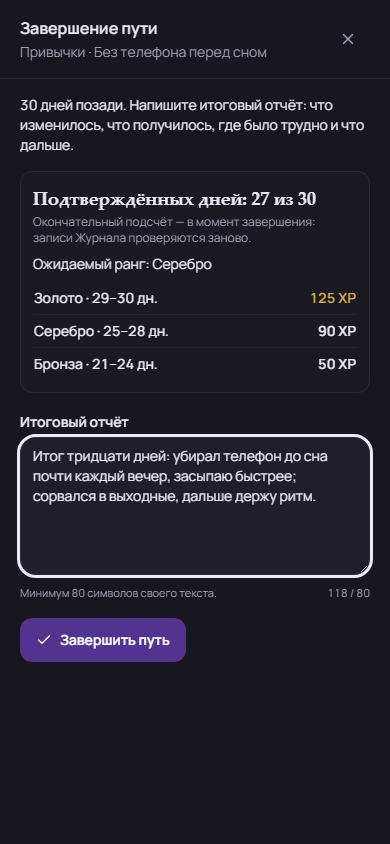 Завершение пути
Привычки · Без телефона перед сном
30 дней позади. Напишите итоговый отчёт: что
изменилось, что получилось, где было трудно и что
дальше.
Подтверждённых дней: 27 из 30
Окончательный подсчёт — в момент завершения:
записи Журнала проверяются заново.
Ожидаемый ранг: Серебро
Золото · 29–30 дн. 125 XP
Серебро · 25–28 дн. 90 XP
Бронза · 21–24 дн. 50 XP
Итоговый отчёт
Итог тридцати дней: убирал телефон до сна
почти каждый вечер, засыпаю быстрее;
сорвался в выходные, дальше держу ритм.
Минимум 80 символов своего текста. 118 / 80
Завершить путь